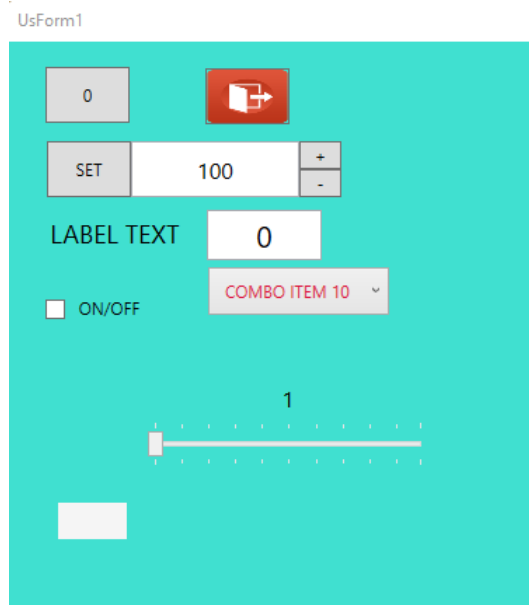 UsForm1
0
SET 100 +
-
LABEL TEXT 0
COMBO ITEM 10
ON/OFF
1